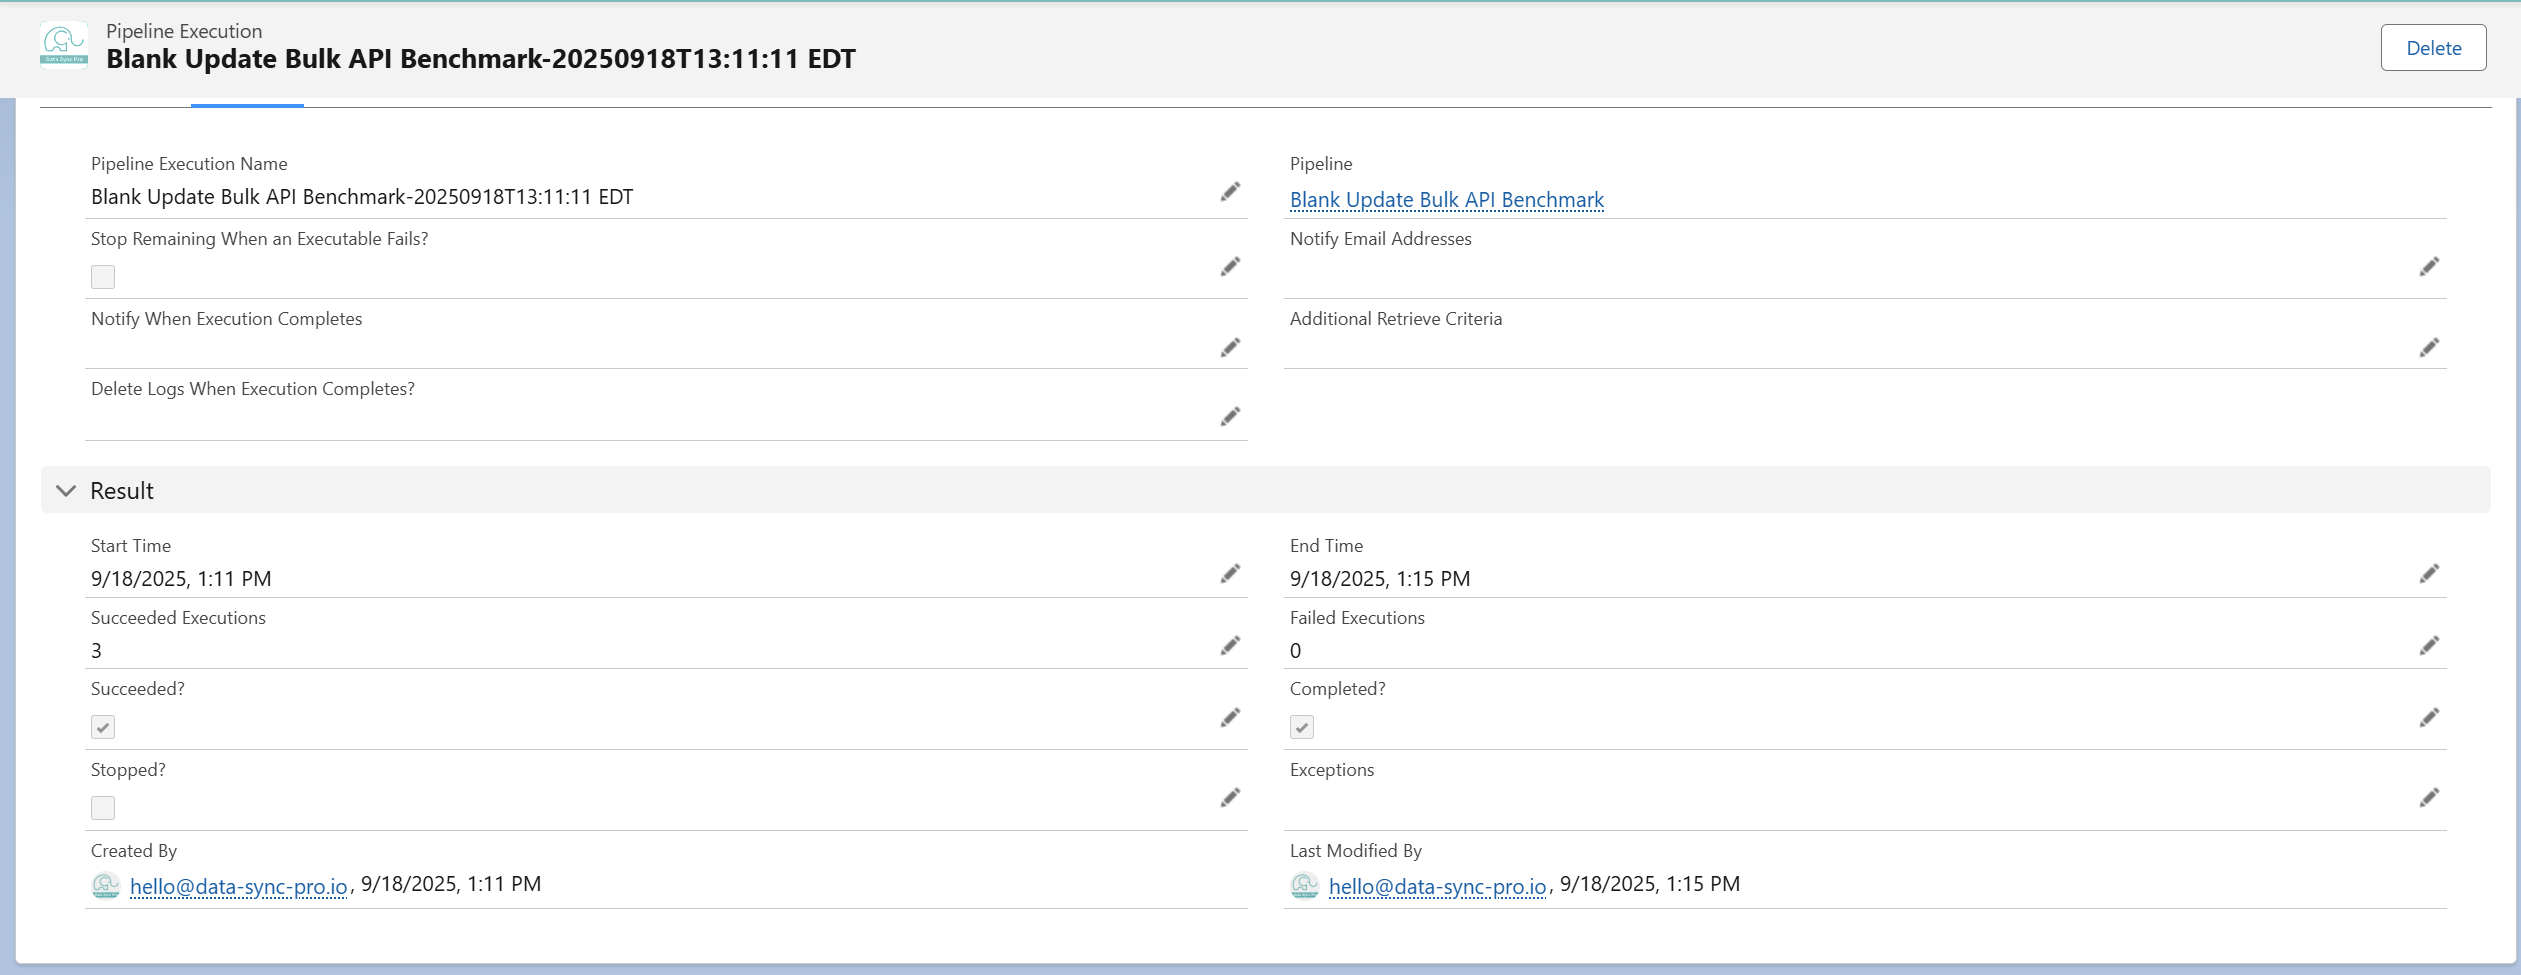 Pipeline Execution
Blank Update Bulk API Benchmark-20250918T13:11:11 EDT
Delete
Data Sync Pro
Pipeline Execution Name
Blank Update Bulk API Benchmark-20250918T13:11:11 EDT
Pipeline
Blank Update Bulk API Benchmark
Stop Remaining When an Executable Fails?
Notify Email Addresses
Notify When Execution Completes
Additional Retrieve Criteria
Delete Logs When Execution Completes?
Result
Start Time
9/18/2025, 1:11 PM
End Time
9/18/2025, 1:15 PM
Succeeded Executions
3
Failed Executions
0
Succeeded?
Completed?
Stopped?
Exceptions
Created By
hello@data-sync-pro.io, 9/18/2025, 1:11 PM
Last Modified By
hello@data-sync-pro.io, 9/18/2025, 1:15 PM